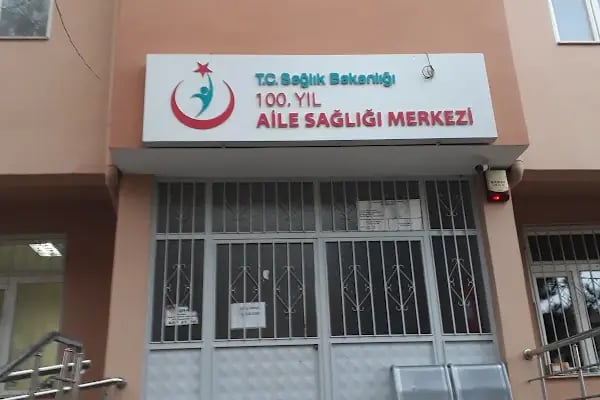 T.C. Sağlık Bakanlığı
100. YIL
AİLE SAĞLIĞI MERKEZİ